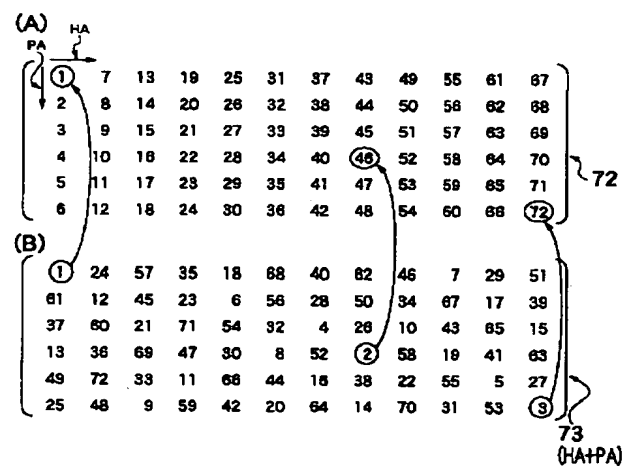 (A)
HA
PA
1 7 13 19 25 31 37 43 49 55 61 67
2 8 14 20 26 32 38 44 50 56 62 68
3 9 15 21 27 33 39 45 51 57 63 69
4 10 16 22 28 34 40 46 52 58 64 70
72
5 11 17 23 29 35 41 47 53 59 65 71
6 12 18 24 30 36 42 48 54 60 66 72
(B)
1 24 57 35 18 68 40 62 46 7 29 51
61 12 45 23 6 56 28 50 34 67 17 39
37 60 21 71 54 32 4 26 10 43 65 15
13 36 69 47 30 8 52 2 58 19 41 63
49 72 33 11 66 44 16 38 22 55 5 27
25 48 9 59 42 20 64 14 70 31 53 3
73
(HA+PA)